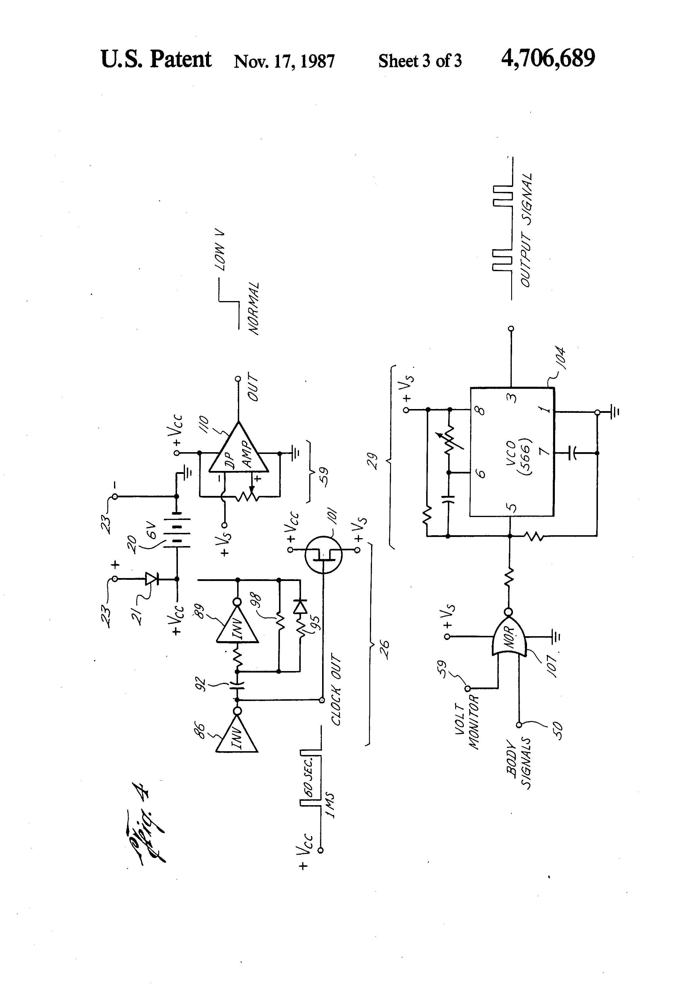 U.S. Patent Nov. 17, 1987 Sheet 3 of 3 4,706,689
Fig. 4
23
+
23
-
21
20
6V
+VCC
86
INV
92
89
INV
98
95
+VS
-
+
DP
AMP
110
+VCC
OUT
59
LOW V
NORMAL
+VCC
60 SEC.
1 MS
CLOCK OUT
+VCC
101
+VS
26
29
VOLT
MONITOR
59
BODY
SIGNALS
50
+VS
NOR
107
+VS
5
6
8
VCO
(566)
7
1
3
104
OUTPUT SIGNAL